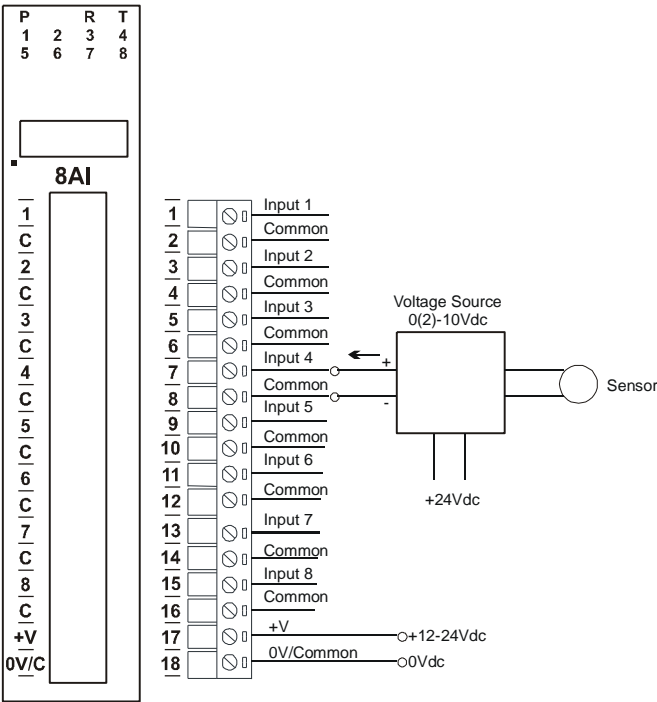 P R T
1 2 3 4
5 6 7 8
8AI
1
C
2
C
3
C
4
C
5
C
6
C
7
C
8
C
+V
0V/C
1 Input 1
2 Common
3 Input 2
4 Common
5 Input 3
6 Common
7 Input 4
8 Common
9 Input 5
10 Common
11 Input 6
12 Common
13 Input 7
14 Common
15 Input 8
16 Common
17 +V +12-24Vdc
18 0V/Common 0Vdc
Voltage Source
0(2)-10Vdc
+
-
Sensor
+24Vdc